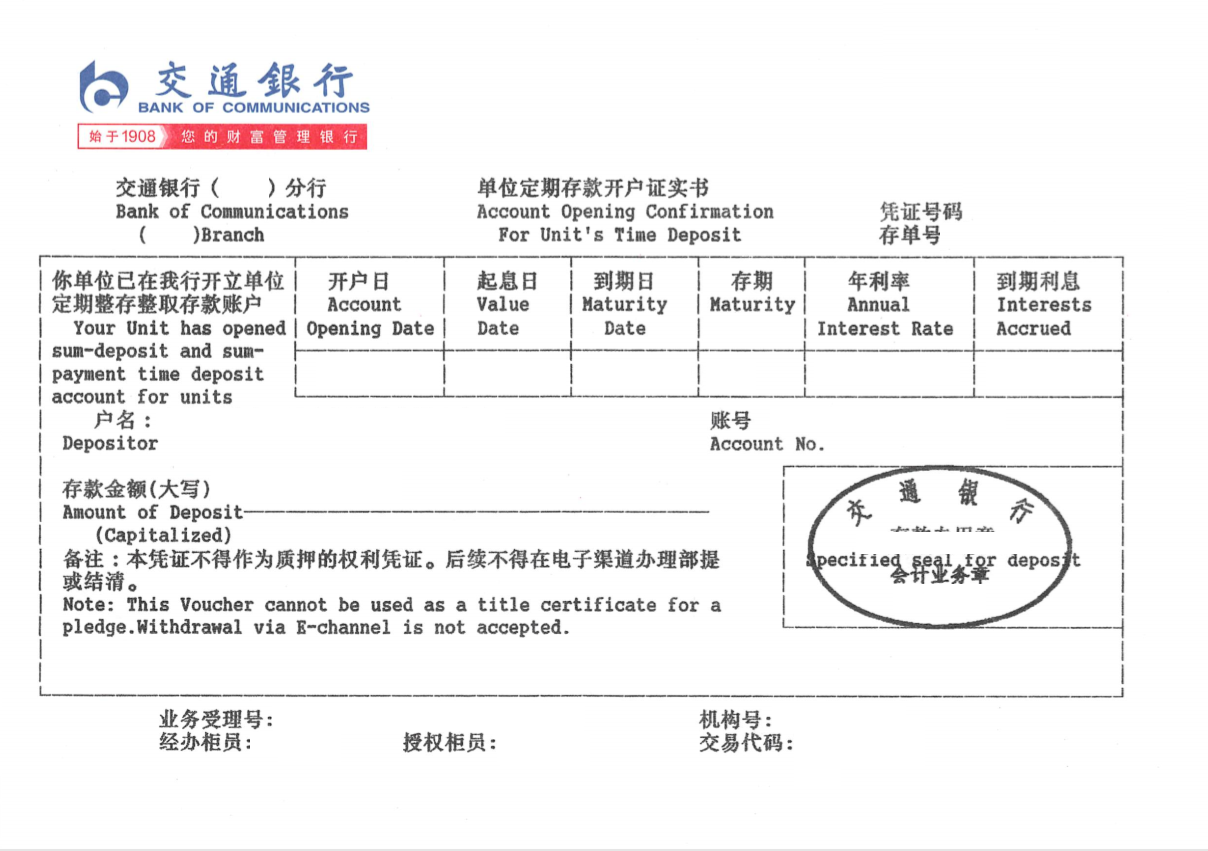 交通銀行
BANK OF COMMUNICATIONS
始于1908 您的财富管理银行
交通银行（ ）分行
Bank of Communications
( )Branch
单位定期存款开户证实书
Account Opening Confirmation
For Unit's Time Deposit
凭证号码
存单号
你单位已在我行开立单位
定期整存整取存款账户
Your Unit has opened
sum-deposit and sum-
payment time deposit
account for units
开户日
Account
Opening Date
起息日
Value
Date
到期日
Maturity
Date
存期
Maturity
年利率
Annual
Interest Rate
到期利息
Interests
Accrued
户名：
Depositor
账号
Account No.
存款金额(大写)
Amount of Deposit
(Capitalized)
备注：本凭证不得作为质押的权利凭证。后续不得在电子渠道办理部提
或结清。
Note: This Voucher cannot be used as a title certificate for a
pledge.Withdrawal via E-channel is not accepted.
交通银行
Specified seal for deposit
会计业务章
业务受理号：
机构号：
经办柜员：
授权柜员：
交易代码：